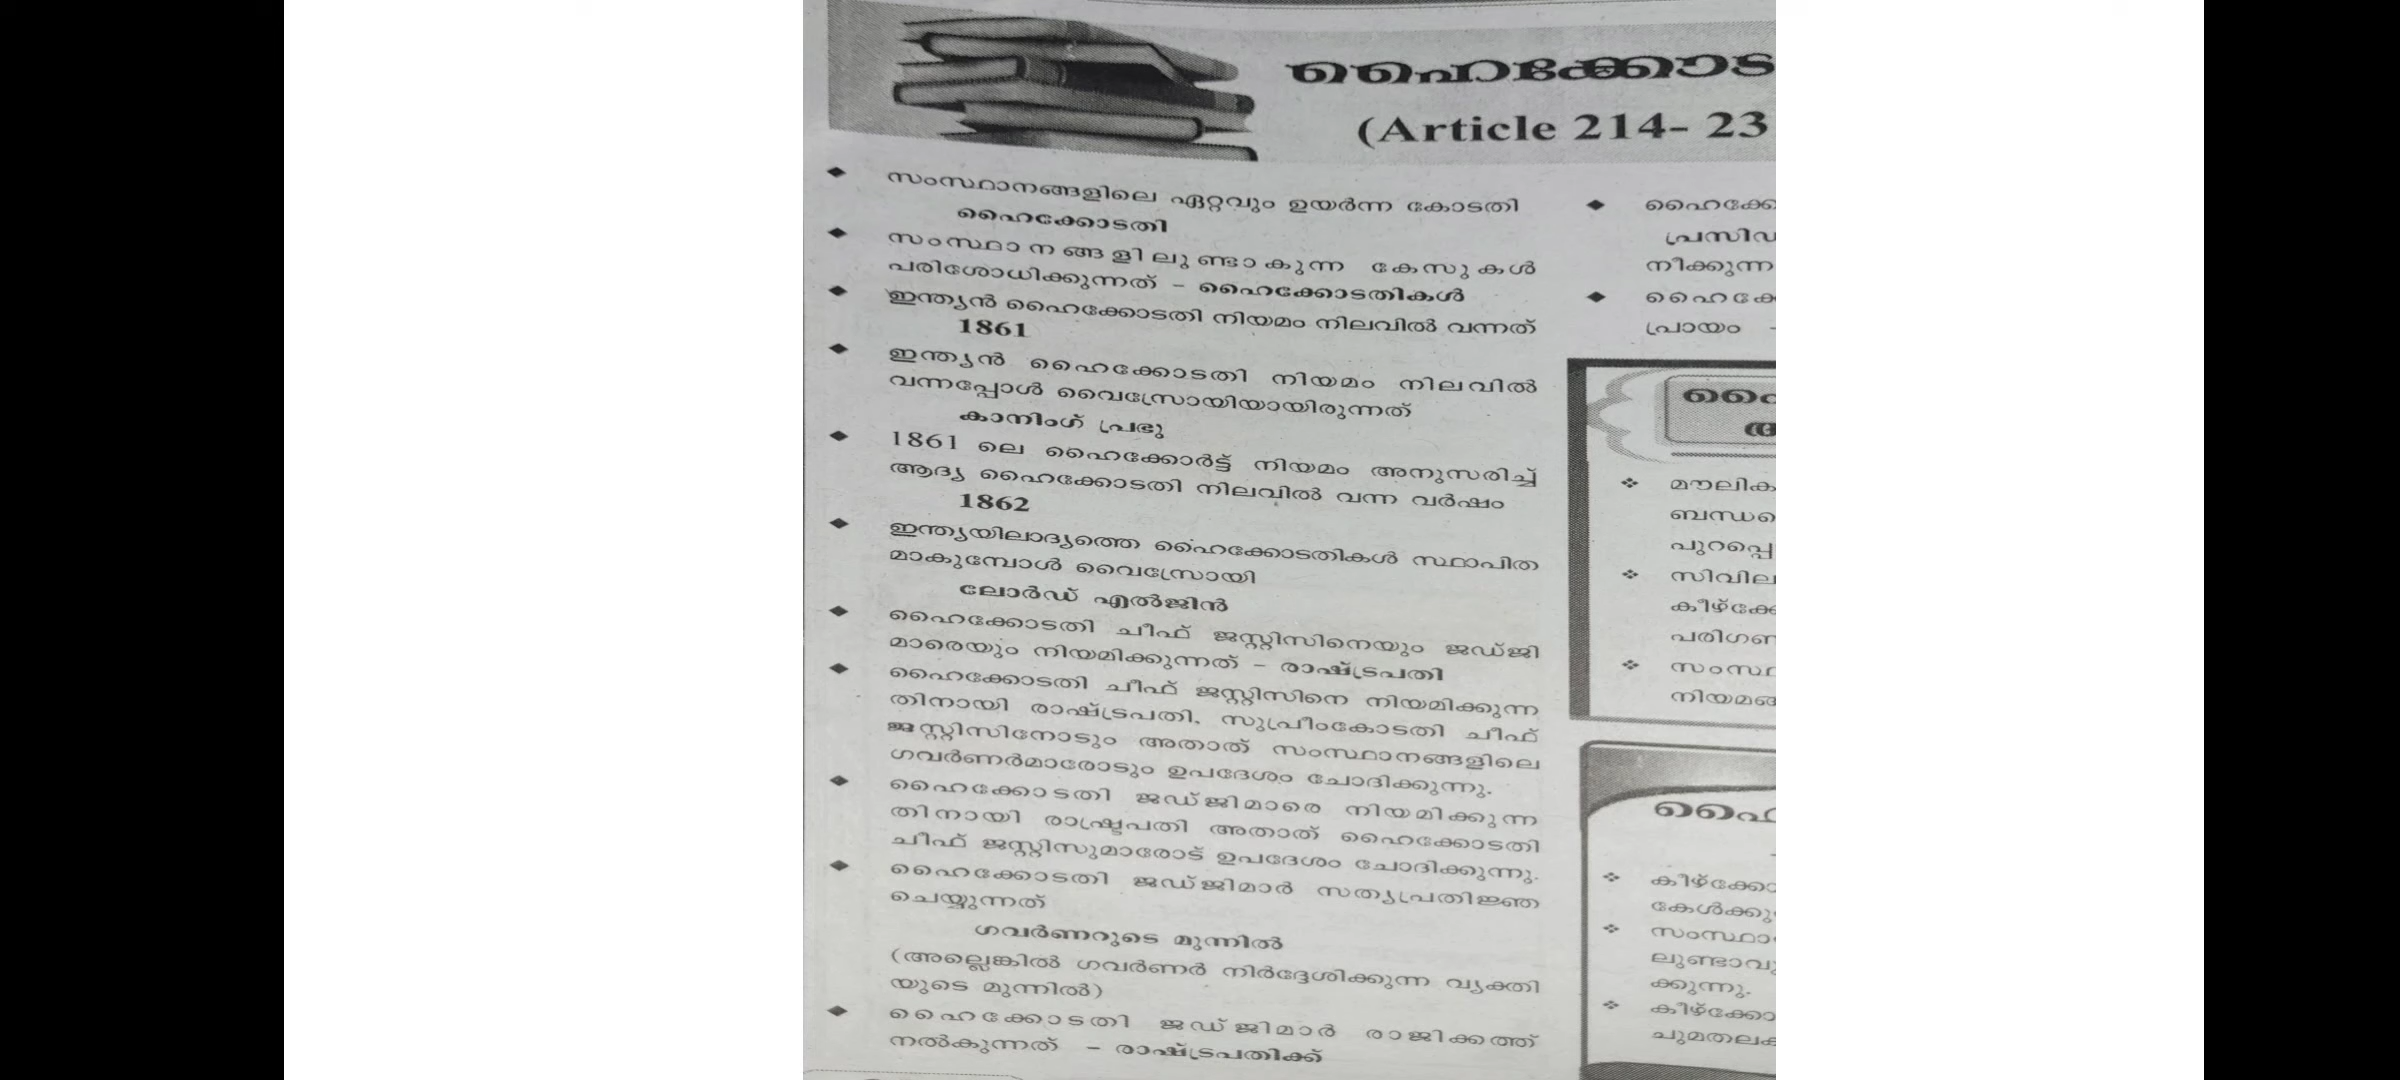 ഹൈക്കോട
(Article 214- 23
സംസ്ഥാനങ്ങളിലെ ഏറ്റവും ഉയർന്ന കോടതി
ഹൈക്കോടതി
സംസ്ഥാനങ്ങളിലുണ്ടാകുന്ന കേസുകൾ
പരിശോധിക്കുന്നത് - ഹൈക്കോടതികൾ
ഇന്ത്യൻ ഹൈക്കോടതി നിയമം നിലവിൽ വന്നത്
1861
ഇന്ത്യൻ ഹൈക്കോടതി നിയമം നിലവിൽ
വന്നപ്പോൾ വൈസ്രോയിയായിരുന്നത്
കാനിംഗ് പ്രഭു
1861 ലെ ഹൈക്കോർട്ട് നിയമം അനുസരിച്ച്
ആദ്യ ഹൈക്കോടതി നിലവിൽ വന്ന വർഷം
1862
ഇന്ത്യയിലാദ്യത്തെ ഹൈക്കോടതികൾ സ്ഥാപിത
മാകുമ്പോൾ വൈസ്രോയി
ലോർഡ് എൽജിൻ
ഹൈക്കോടതി ചീഫ് ജസ്റ്റിസിനെയും ജഡ്ജി
മാരെയും നിയമിക്കുന്നത് - രാഷ്ട്രപതി
ഹൈക്കോടതി ചീഫ് ജസ്റ്റിസിനെ നിയമിക്കുന്ന
തിനായി രാഷ്ട്രപതി, സുപ്രീംകോടതി ചീഫ്
ജസ്റ്റിസിനോടും അതാത് സംസ്ഥാനങ്ങളിലെ
ഗവർണർമാരോടും ഉപദേശം ചോദിക്കുന്നു.
ഹൈക്കോടതി ജഡ്ജിമാരെ നിയമിക്കുന്ന
തിനായി രാഷ്ട്രപതി അതാത് ഹൈക്കോടതി
ചീഫ് ജസ്റ്റിസുമാരോട് ഉപദേശം ചോദിക്കുന്നു.
ഹൈക്കോടതി ജഡ്ജിമാർ സത്യപ്രതിജ്ഞ
ചെയ്യുന്നത്
ഗവർണറുടെ മുന്നിൽ
(അല്ലെങ്കിൽ ഗവർണർ നിർദ്ദേശിക്കുന്ന വ്യക്തി
യുടെ മുന്നിൽ)
ഹൈക്കോടതി ജഡ്ജിമാർ രാജിക്കത്ത്
നൽകുന്നത് - രാഷ്ട്രപതിക്ക്
ഹൈക്കോ
പ്രസിഡ
നീക്കുന്ന
ഹൈകോ
പ്രായം -
ഹൈ
മൗലിക
ബന്ധപ
പുറപ്പെ
സിവില
കീഴ്ക്കോ
പരിഗണ
സംസ്ഥ
നിയമങ്ങ
ഹൈ
കീഴ്ക്കോ
കേൾക്കു
സംസ്ഥാ
ലുണ്ടാവു
ക്കുന്നു.
കീഴ്ക്കോ
ചുമതലക